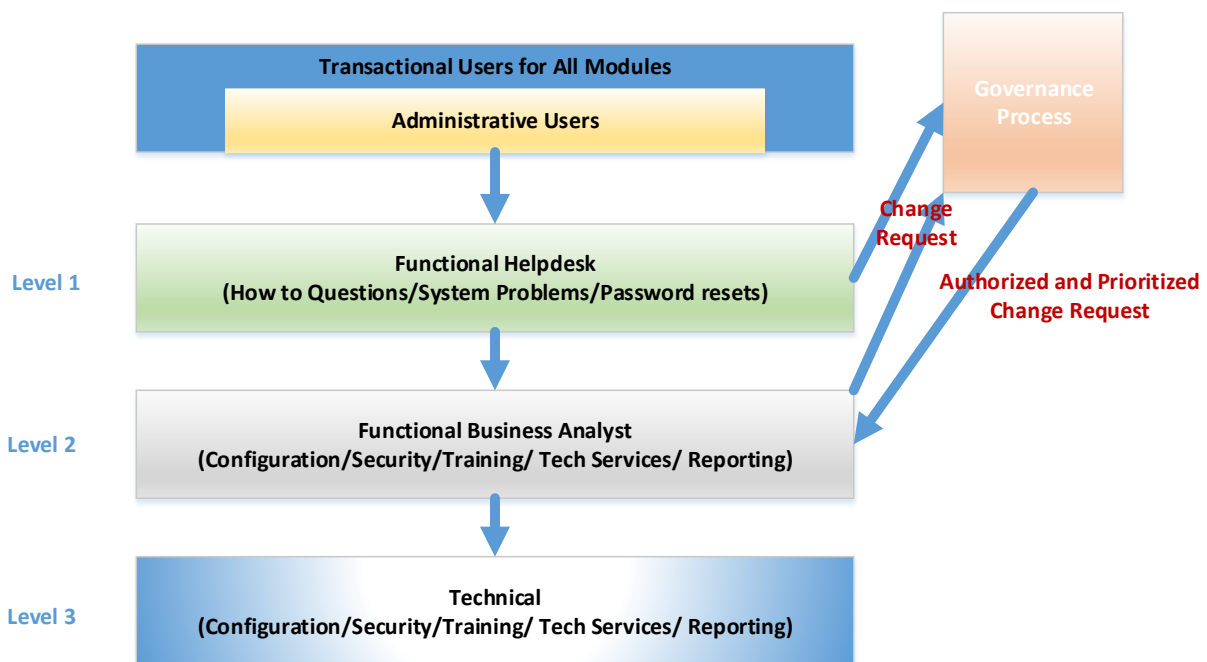 Transactional Users for All Modules
Administrative Users
Governance
Process
Change
Request
Level 1
Functional Helpdesk
(How to Questions/System Problems/Password resets)
Authorized and Prioritized
Change Request
Level 2
Functional Business Analyst
(Configuration/Security/Training/ Tech Services/ Reporting)
Level 3
Technical
(Configuration/Security/Training/ Tech Services/ Reporting)